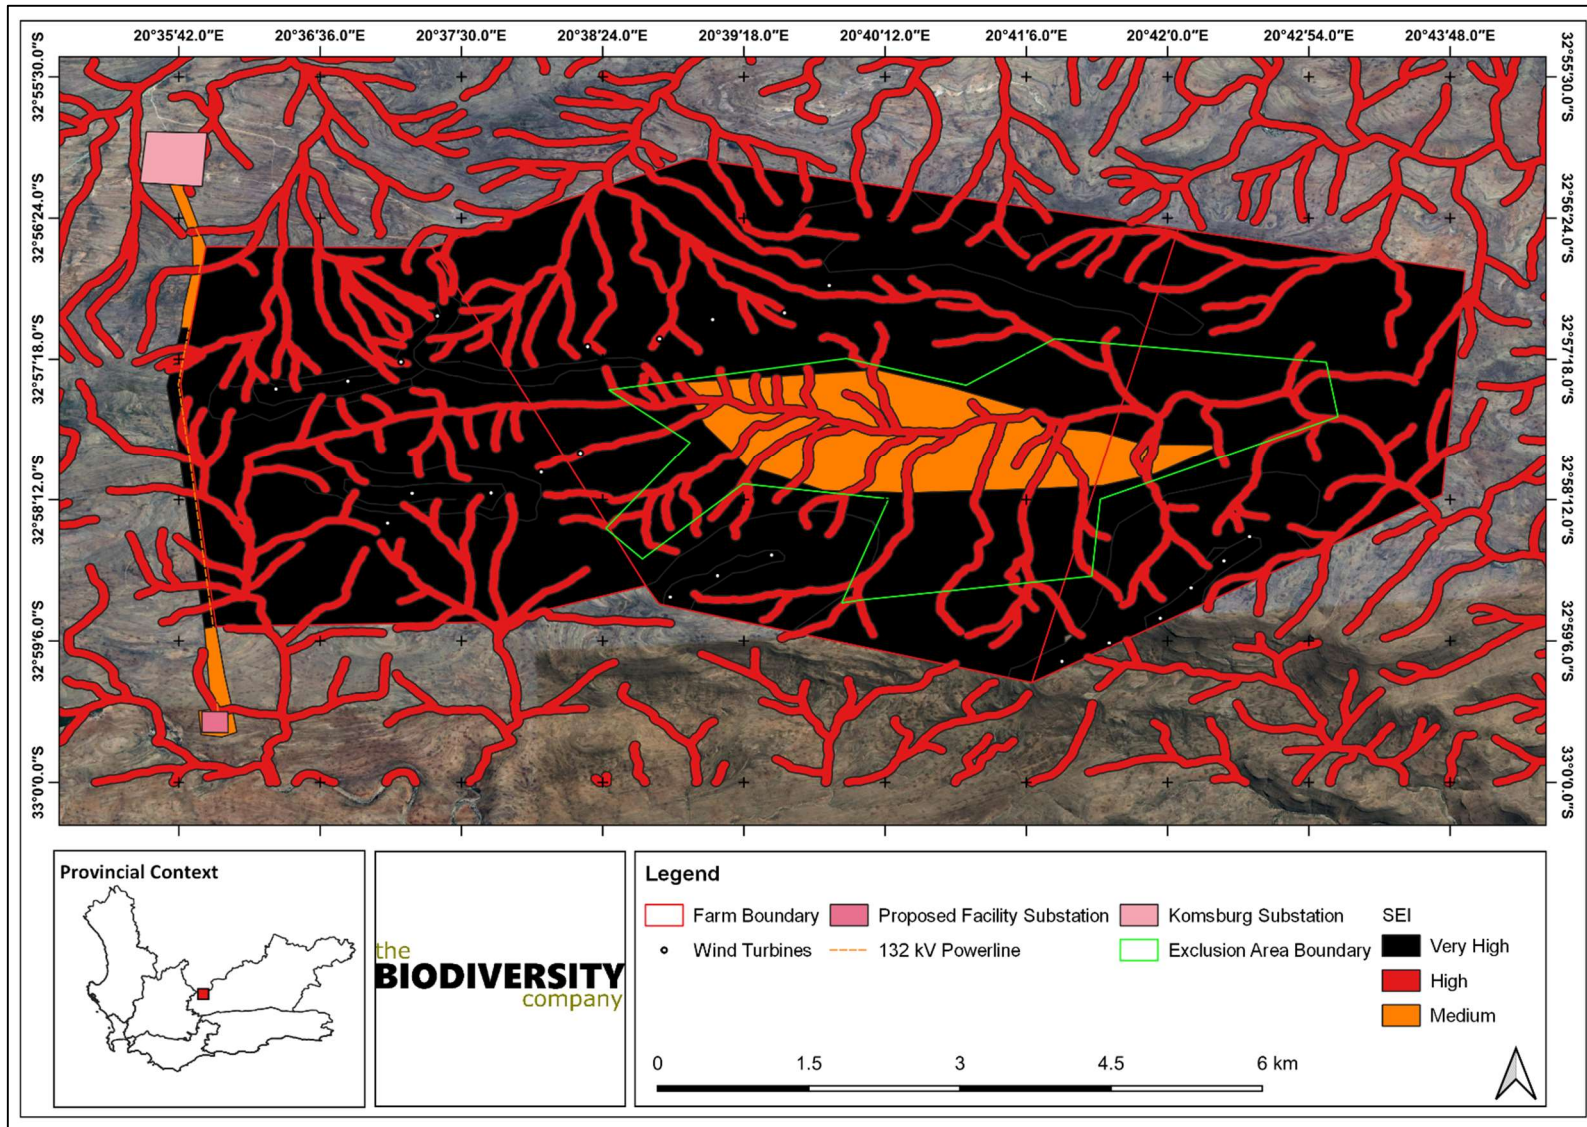 20°35'42.0"E 20°36'36.0"E 20°37'30.0"E 20°38'24.0"E 20°39'18.0"E 20°40'12.0"E 20°41'6.0"E 20°42'0.0"E 20°42'54.0"E 20°43'48.0"E
32°55'30.0"S 32°55'30.0"S
32°56'24.0"S 32°56'24.0"S
32°57'18.0"S 32°57'18.0"S
32°58'12.0"S 32°58'12.0"S
32°59'6.0"S 32°59'6.0"S
33°0'0.0"S 33°0'0.0"S
Provincial Context
the
BIODIVERSITY
company
Legend
Farm Boundary Proposed Facility Substation Komsburg Substation SEI
Wind Turbines 132 kV Powerline Exclusion Area Boundary Very High
High
Medium
0 1.5 3 4.5 6 km